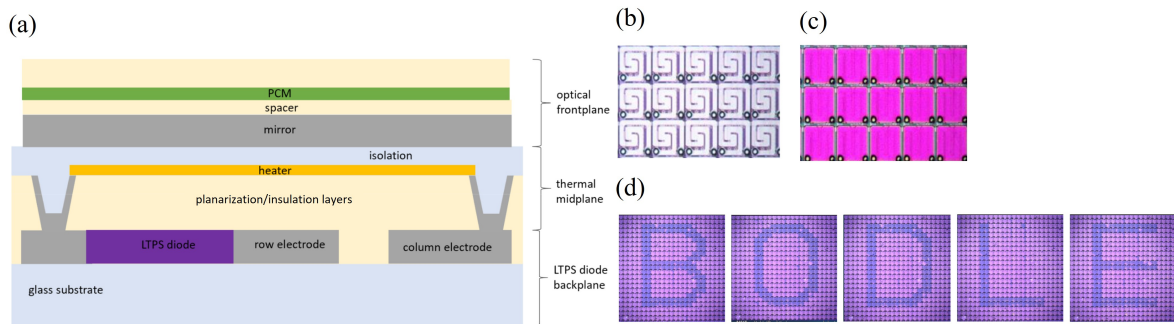 (a)
PCM
spacer
mirror
isolation
heater
planarization/insulation layers
LTPS diode
row electrode
column electrode
glass substrate
optical
frontplane
thermal
midplane
LTPS diode
backplane
(b)
(c)
(d)
B O D L E